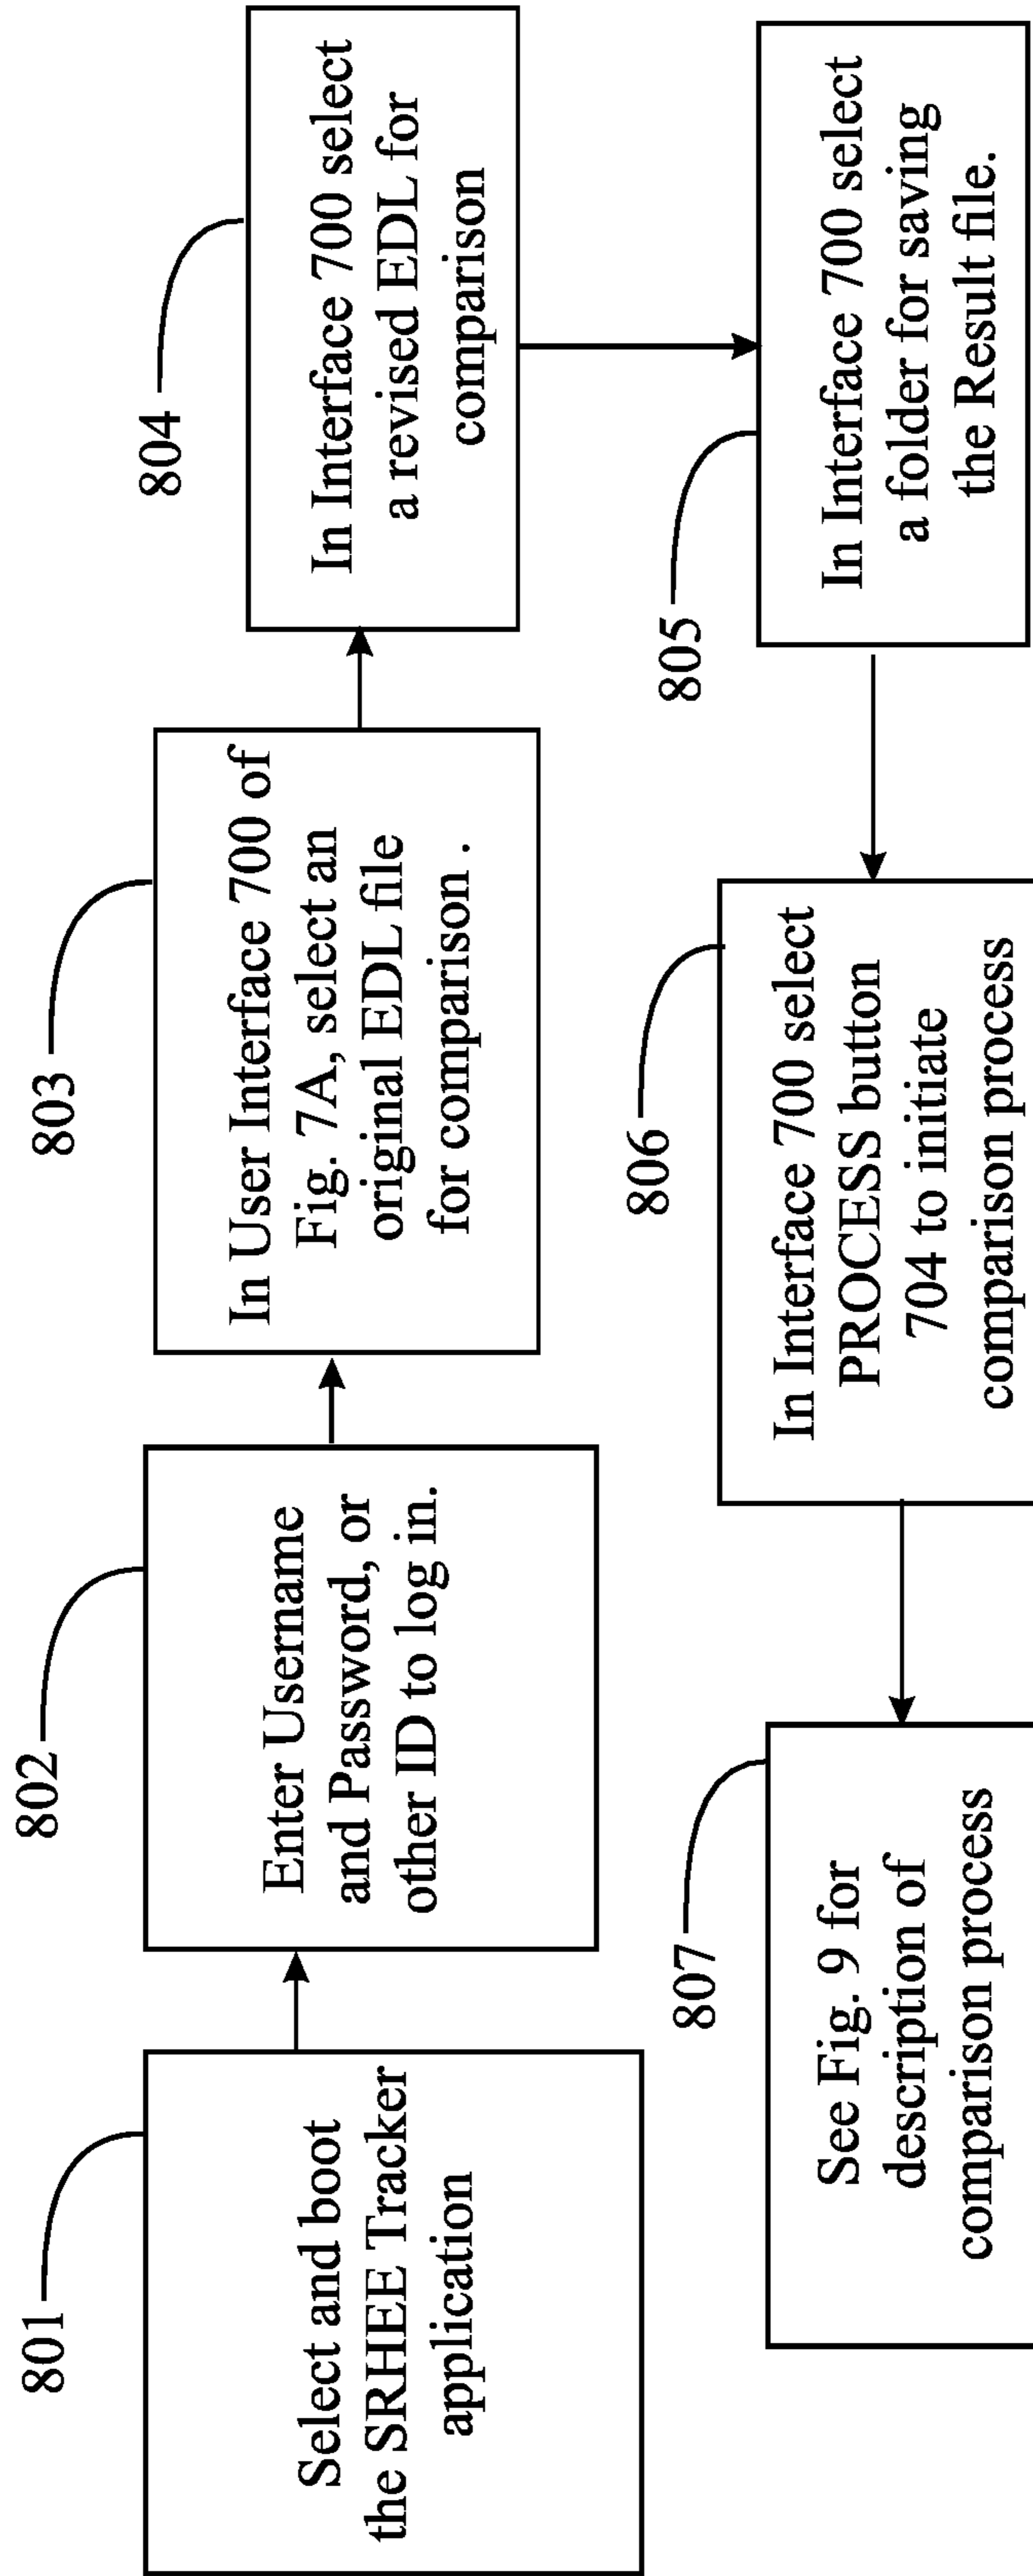 801
Select and boot
the SRHEE Tracker
application
802
Enter Username
and Password, or
other ID to log in.
803
In User Interface 700 of
Fig. 7A, select an
original EDL file
for comparison .
804
In Interface 700 select
a revised EDL for
comparison
805
In Interface 700 select
a folder for saving
the Result file.
806
In Interface 700 select
PROCESS button
704 to initiate
comparison process
807
See Fig. 9 for
description of
comparison process